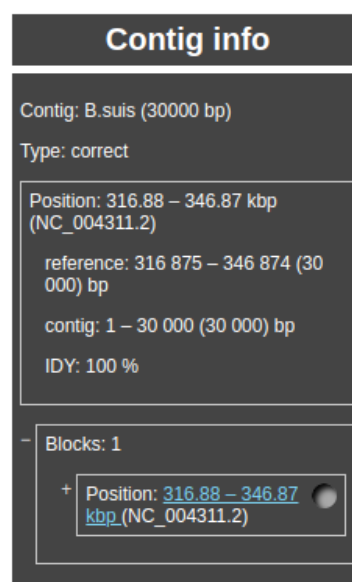 Contig info
Contig: B.suis (30000 bp)
Type: correct
Position: 316.88 – 346.87 kbp
(NC_004311.2)
reference: 316 875 – 346 874 (30
000) bp
contig: 1 – 30 000 (30 000) bp
IDY: 100 %
– Blocks: 1
+ Position: 316.88 – 346.87
kbp (NC_004311.2)